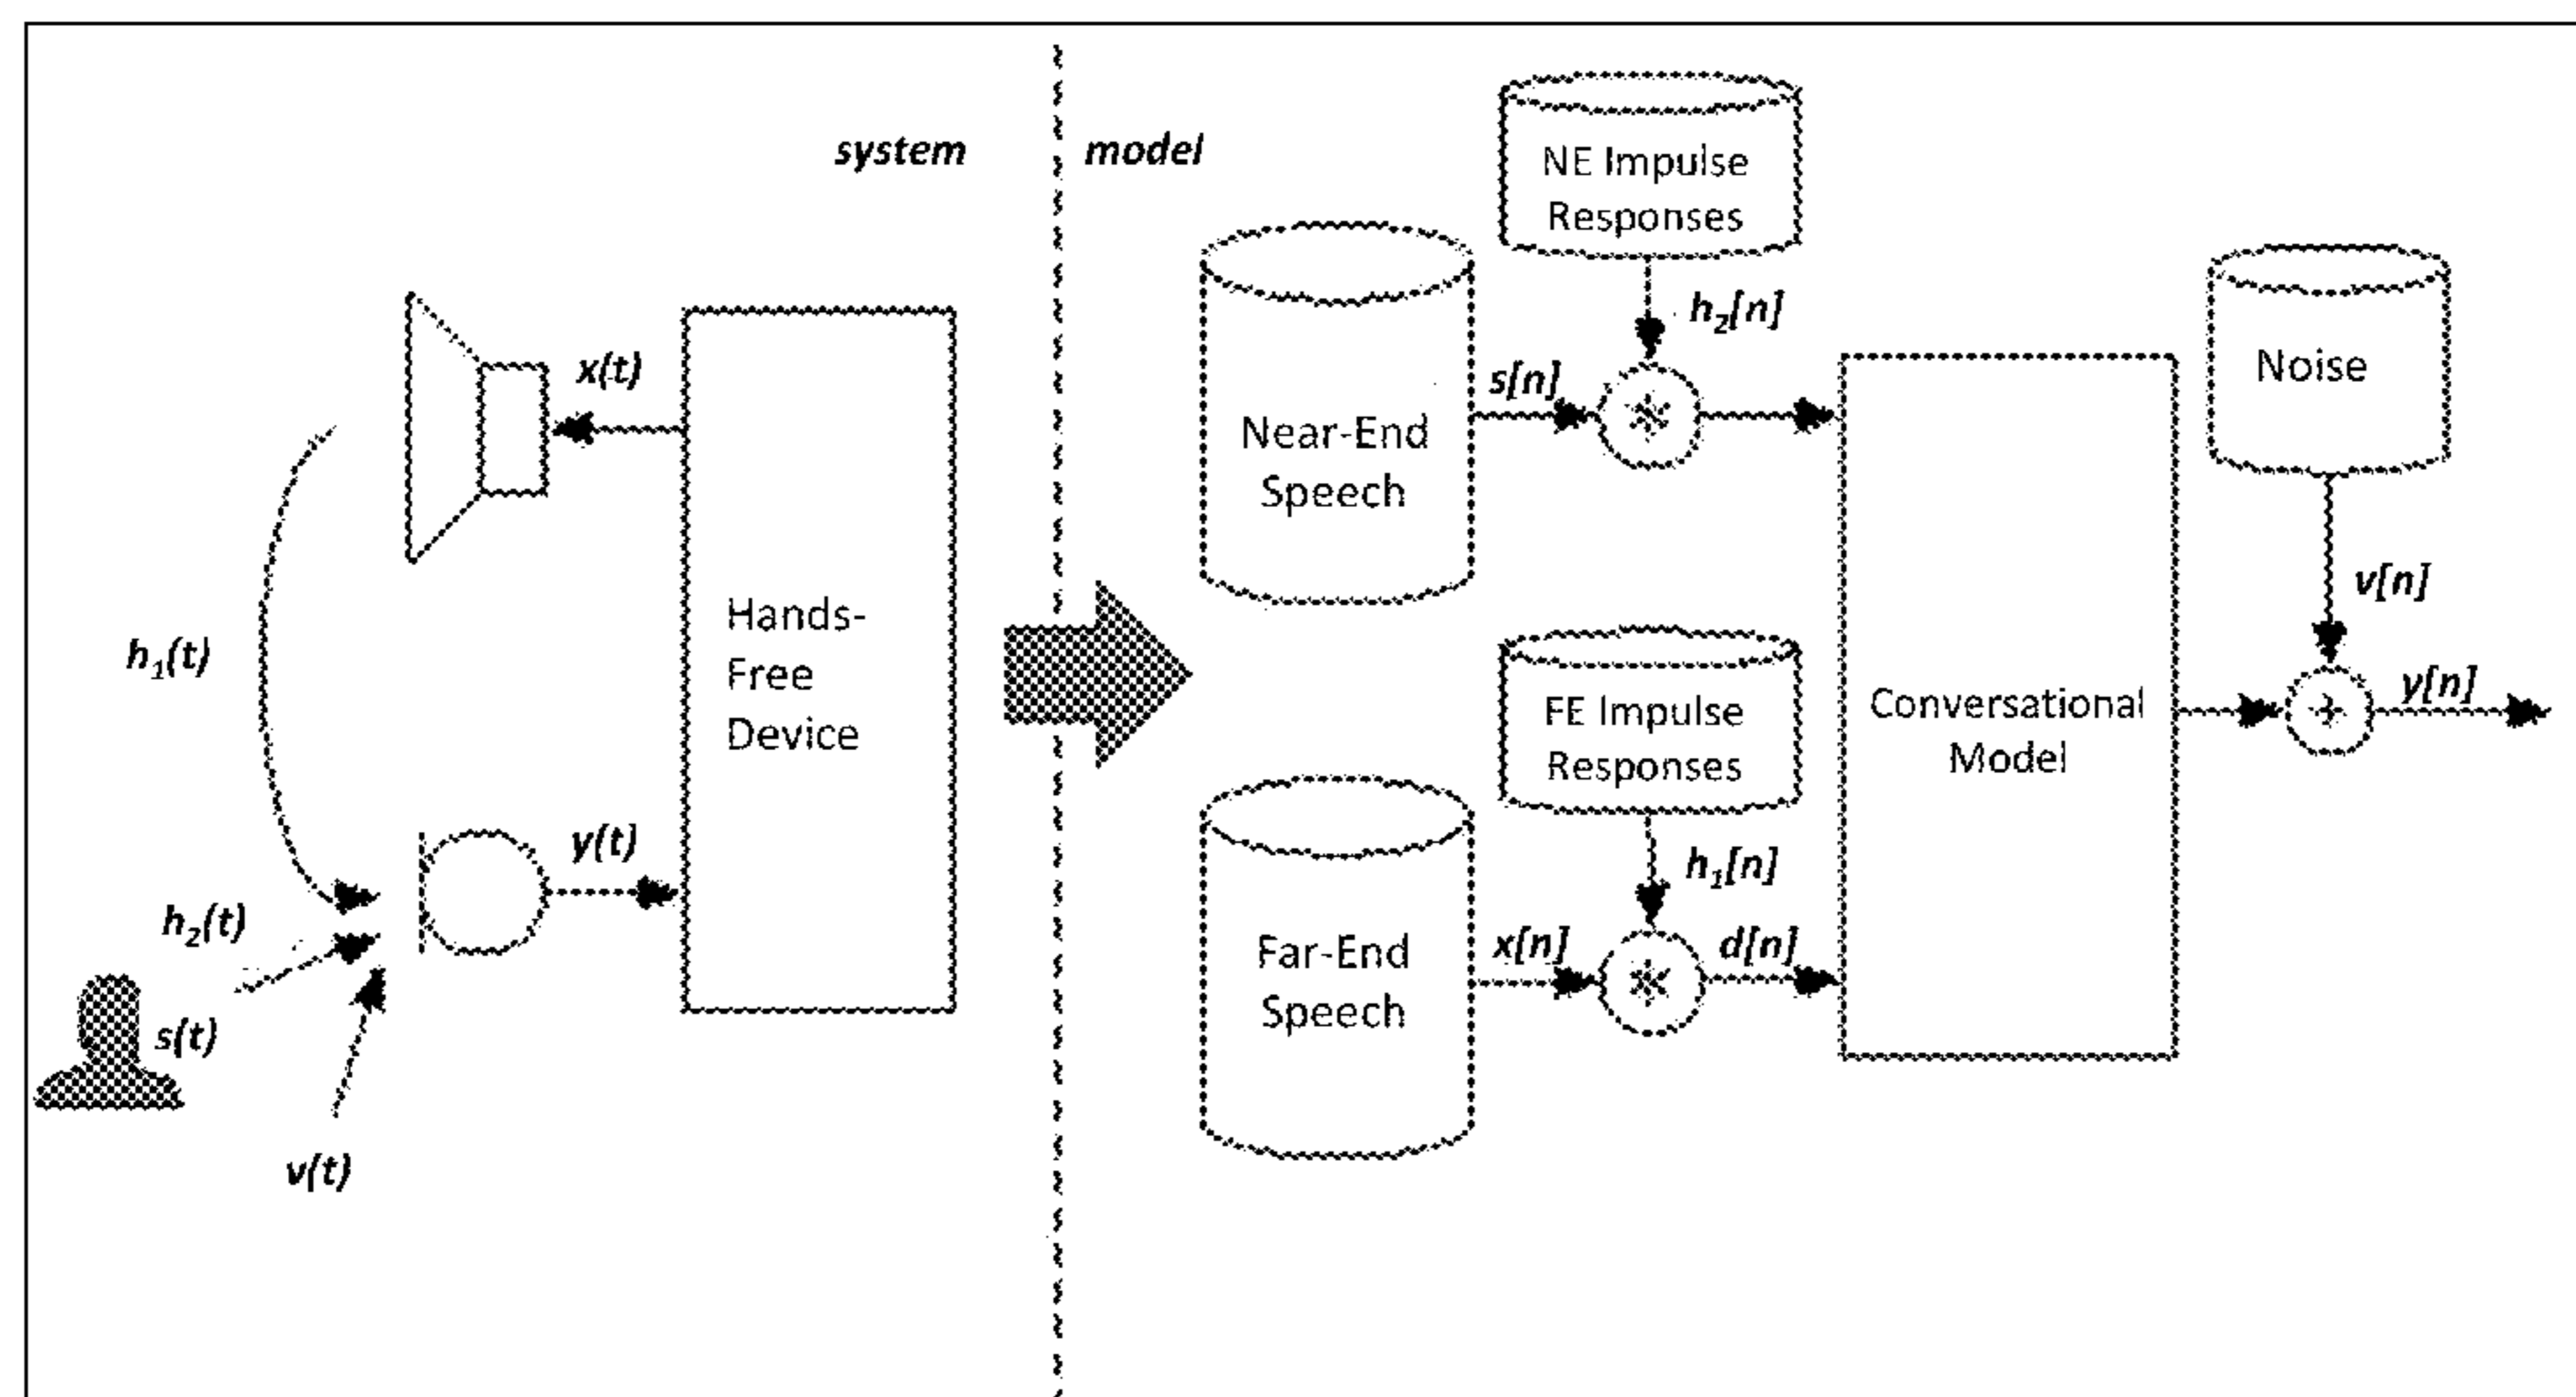 system
model
x(t)
h₁(t)
Hands-
Free
Device
y(t)
h₂(t)
s(t)
v(t)
NE Impulse
Responses
h₂[n]
s[n]
Near-End
Speech
Noise
v[n]
FE Impulse
Responses
h₁[n]
Conversational
Model
+
y[n]
x[n]
d[n]
Far-End
Speech